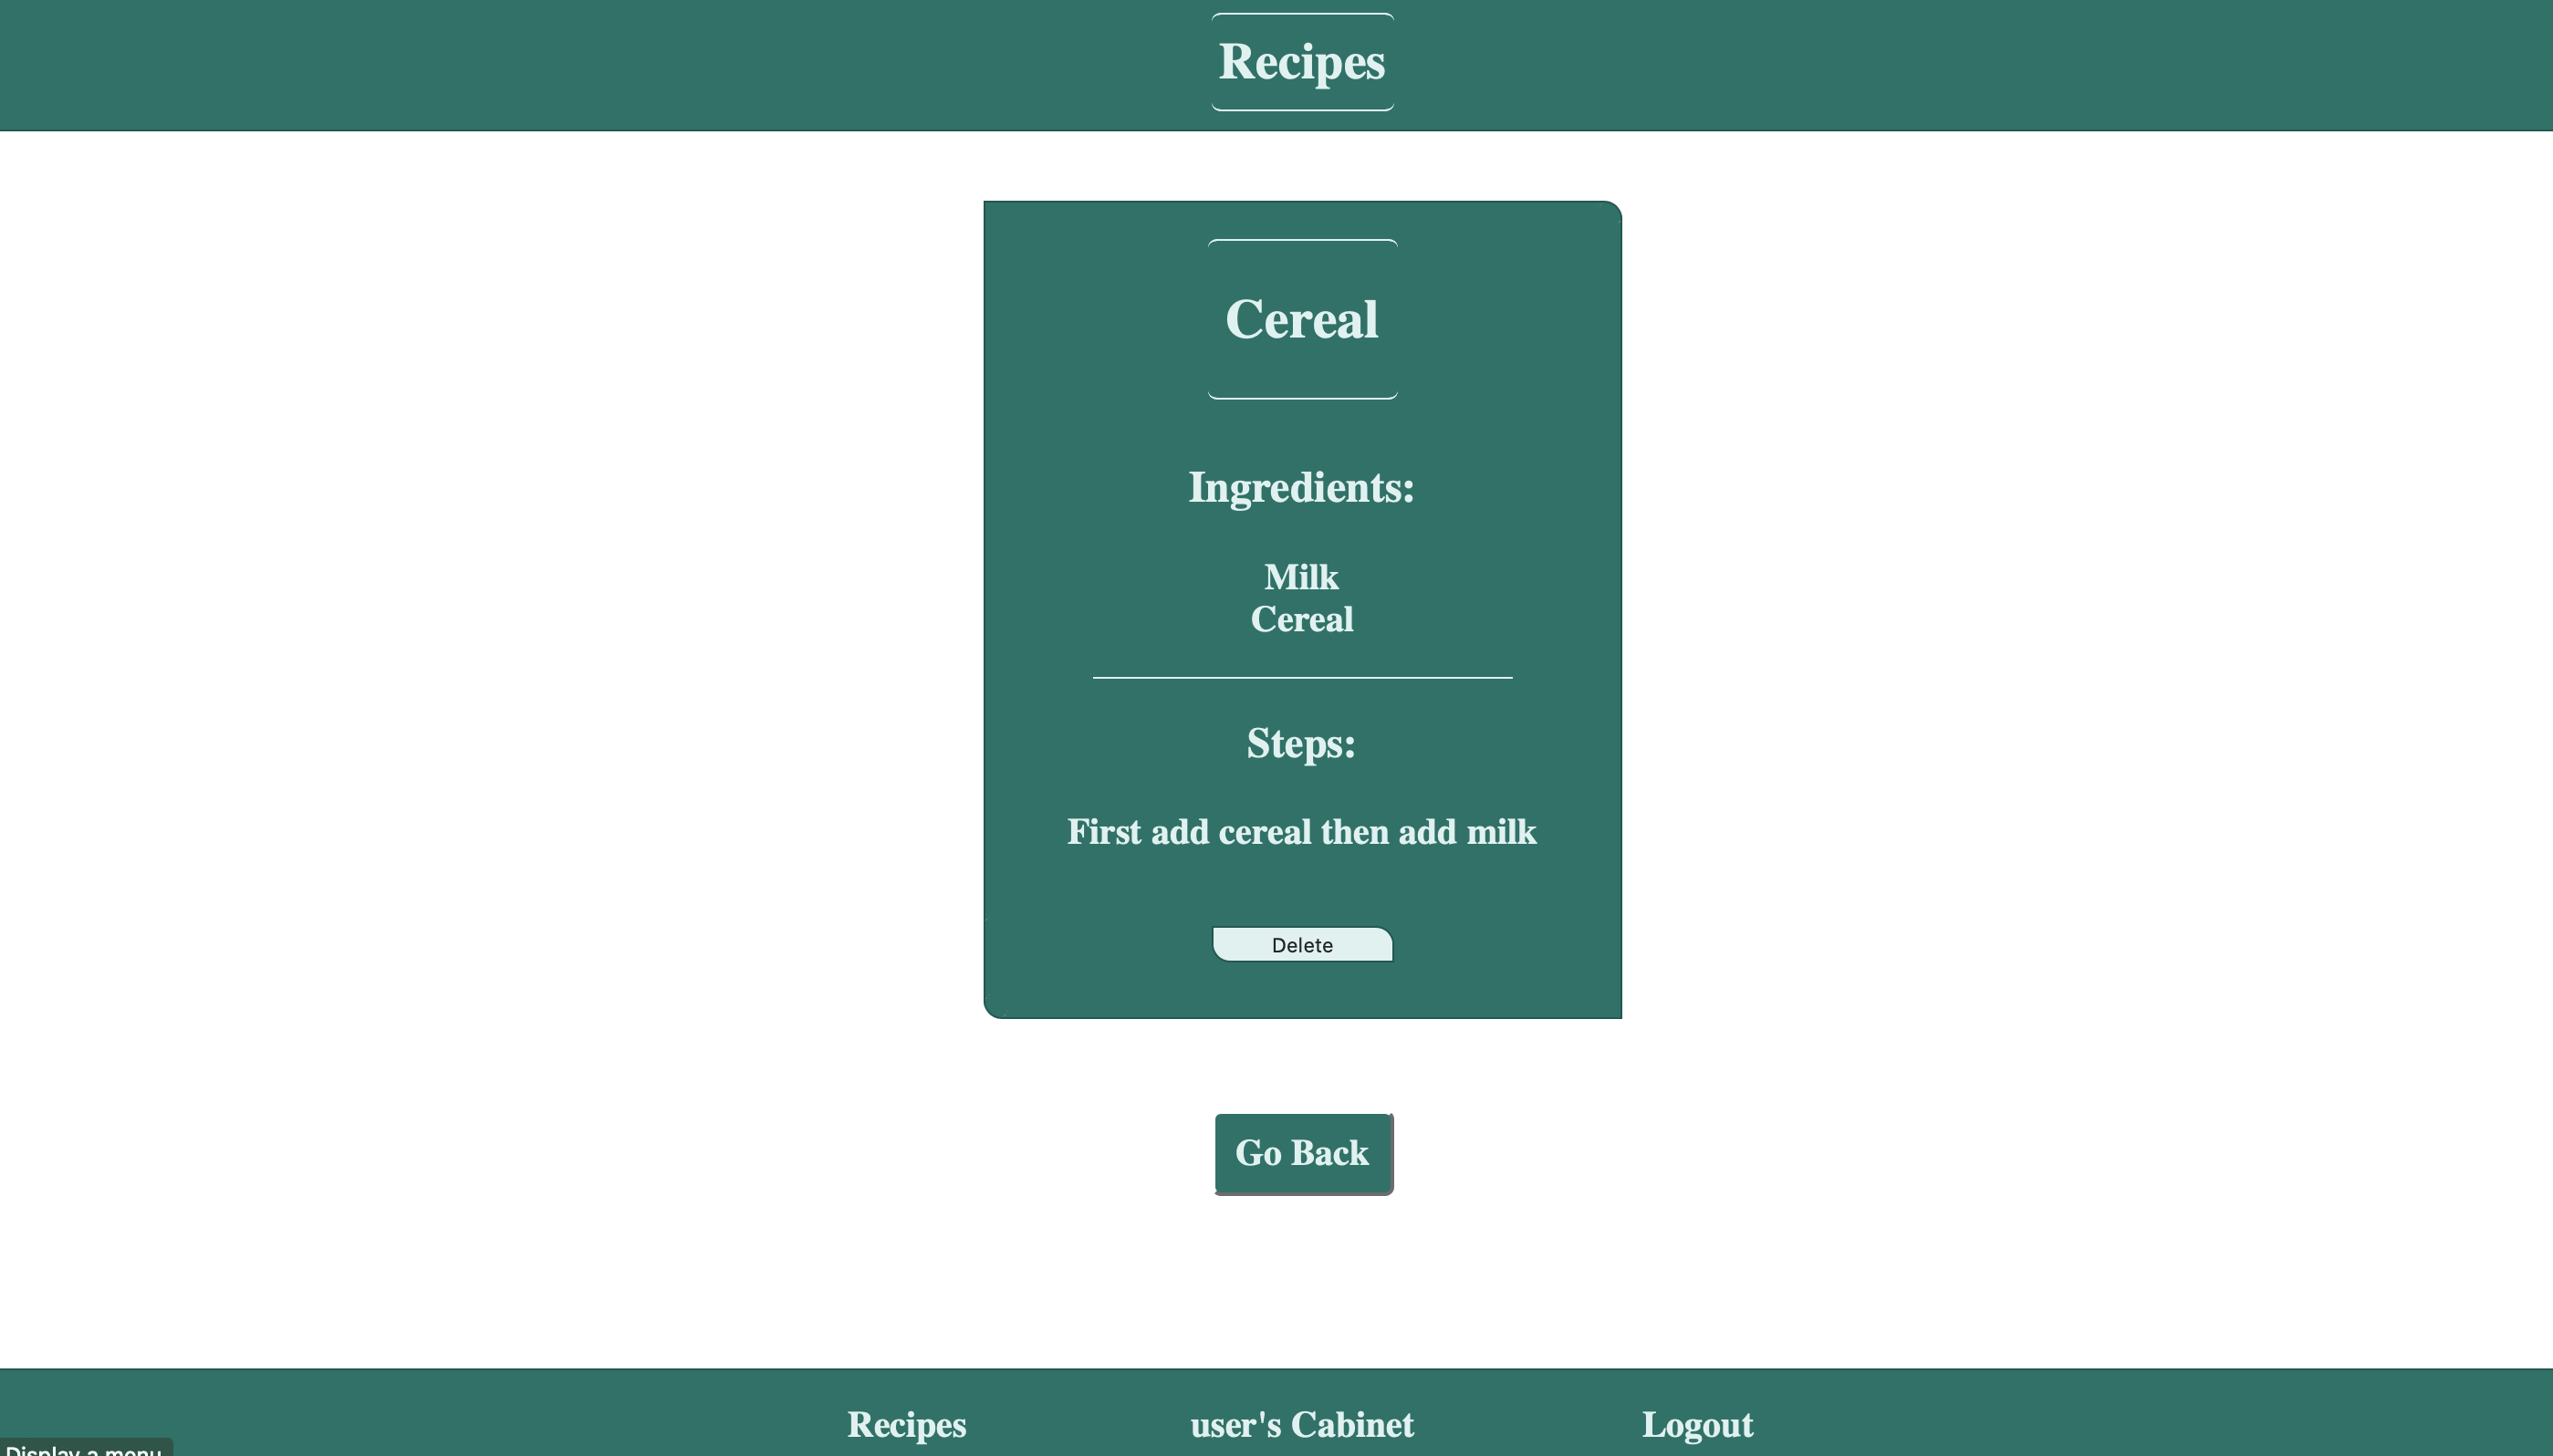 Recipes
Cereal
Ingredients:
Milk
Cereal
Steps:
First add cereal then add milk
Delete
Go Back
Recipes
user's Cabinet
Logout
Display a menu